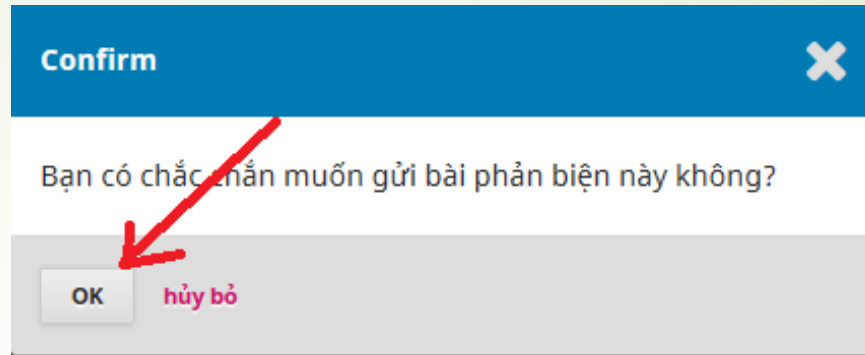 Confirm
Bạn có chắc chắn muốn gửi bài phản biện này không?
OK hủy bỏ